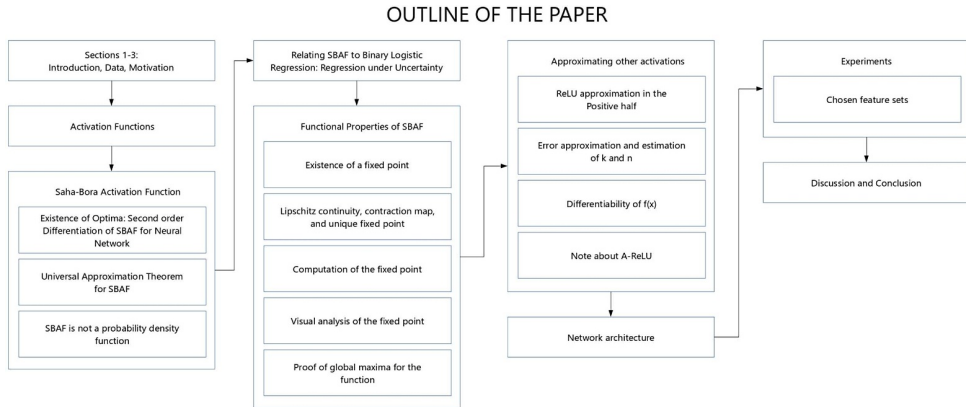 OUTLINE OF THE PAPER
Sections 1-3:
Introduction, Data, Motivation
Activation Functions
Saha-Bora Activation Function
Existence of Optima: Second order
Differentiation of SBAF for Neural
Network
Universal Approximation Theorem
for SBAF
SBAF is not a probability density
function
Relating SBAF to Binary Logistic
Regression: Regression under Uncertainty
Functional Properties of SBAF
Existence of a fixed point
Lipschitz continuity, contraction map,
and unique fixed point
Computation of the fixed point
Visual analysis of the fixed point
Proof of global maxima for the
function
Approximating other activations
ReLU approximation in the
Positive half
Error approximation and estimation
of k and n
Differentiability of f(x)
Note about A-ReLU
Network architecture
Experiments
Chosen feature sets
Discussion and Conclusion